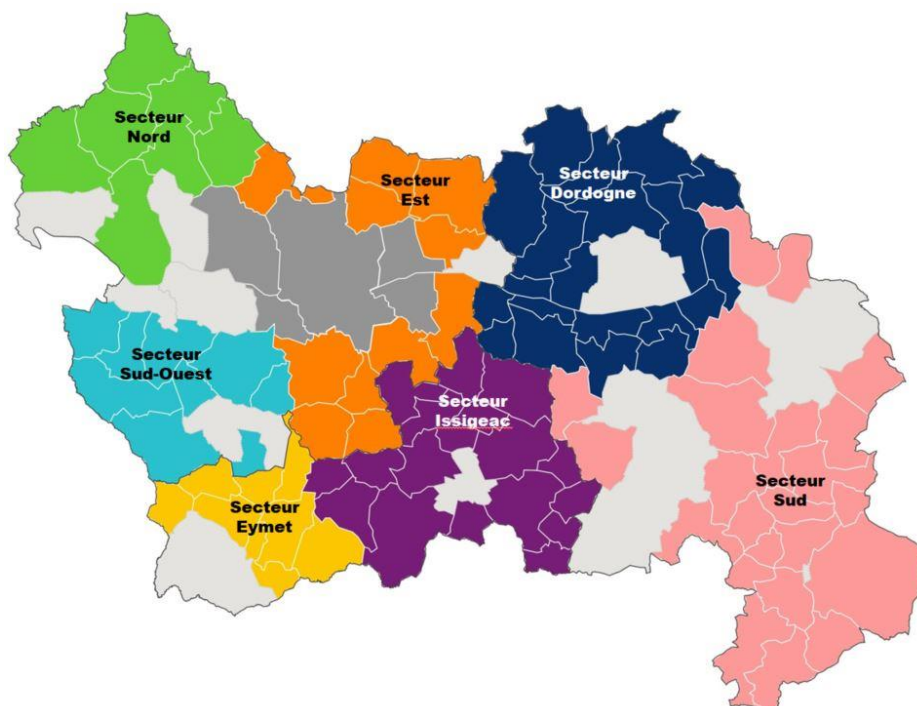 Secteur
Nord
Secteur
Est
Secteur
Dordogne
Secteur
Sud-Ouest
Secteur
Issigeac
Secteur
Eymet
Secteur
Sud